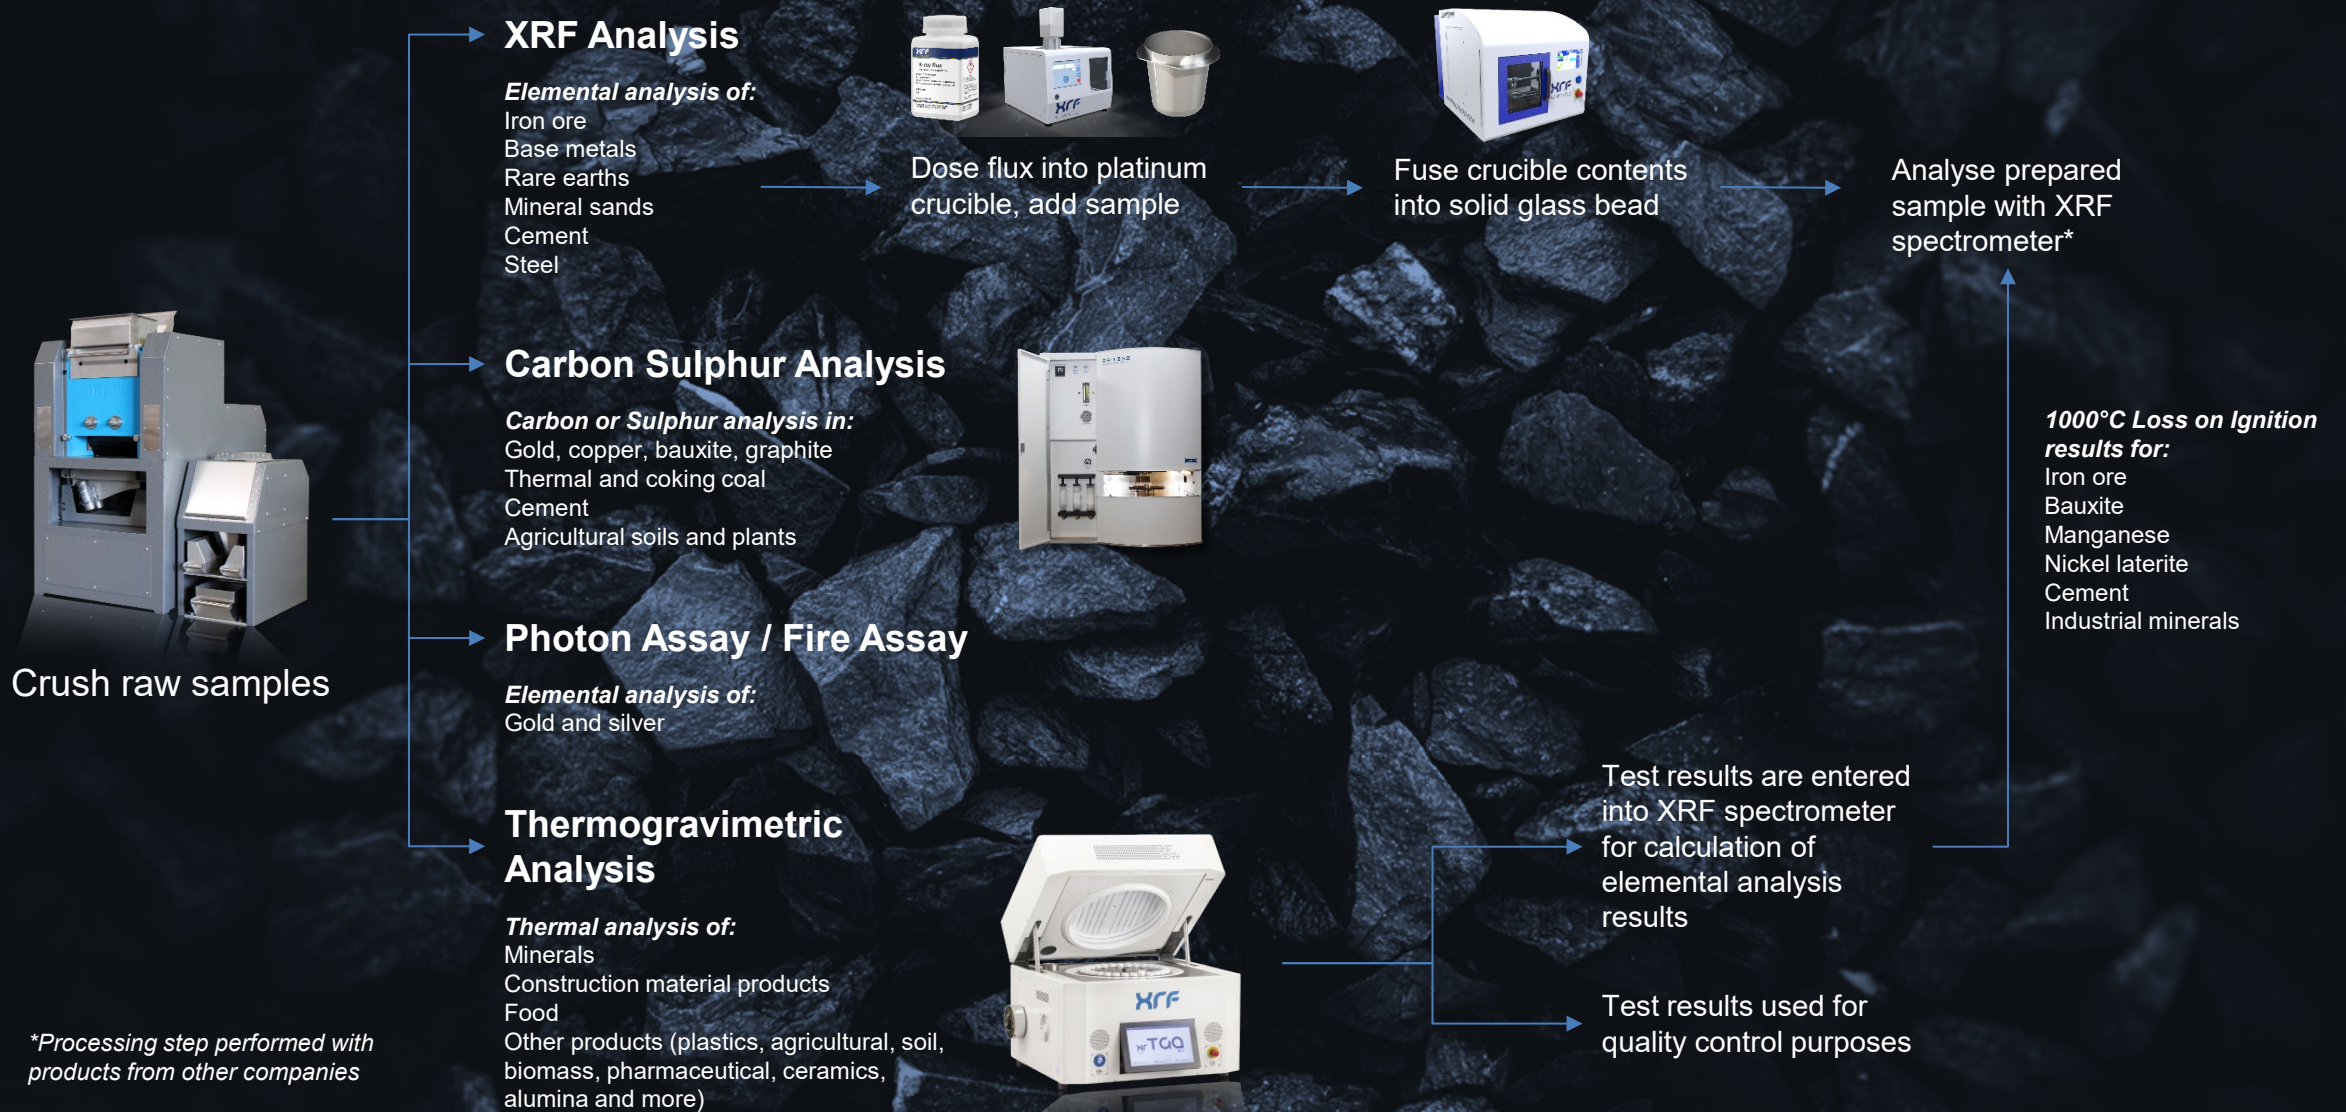 XRF Analysis
Elemental analysis of:
Iron ore
Base metals
Rare earths
Mineral sands
Cement
Steel
xrf
X-ray Flux
xrf
xrf
Dose flux into platinum
crucible, add sample
Fuse crucible contents
into solid glass bead
Analyse prepared
sample with XRF
spectrometer*
Carbon Sulphur Analysis
Carbon or Sulphur analysis in:
Gold, copper, bauxite, graphite
Thermal and coking coal
Cement
Agricultural soils and plants
1000°C Loss on Ignition
results for:
Iron ore
Bauxite
Manganese
Nickel laterite
Cement
Industrial minerals
Crush raw samples
Photon Assay / Fire Assay
Elemental analysis of:
Gold and silver
Thermogravimetric
Analysis
Thermal analysis of:
Minerals
Construction material products
Food
Other products (plastics, agricultural, soil,
biomass, pharmaceutical, ceramics,
alumina and more)
xrf
xrTGA
Test results are entered
into XRF spectrometer
for calculation of
elemental analysis
results
Test results used for
quality control purposes
*Processing step performed with
products from other companies